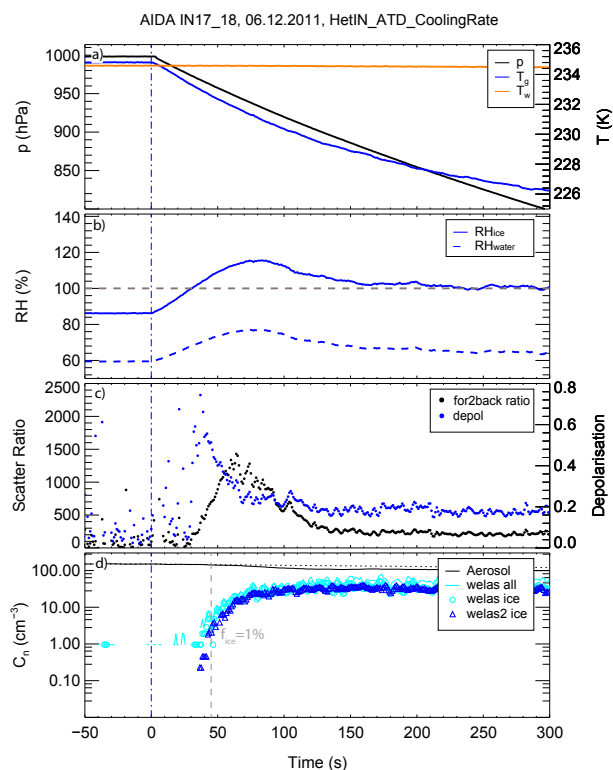 AIDA IN17_18, 06.12.2011, HetIN_ATD_CoolingRate
a)
p (hPa)
1000
950
900
850
p
Tg
Tw
T (K)
236
234
232
230
228
226
b)
RH (%)
140
120
100
80
60
RHice
RHwater
c)
Scatter Ratio
2500
2000
1500
1000
500
0
for2back ratio
depol
Depolarisation
0.8
0.6
0.4
0.2
0.0
d)
Cn (cm⁻³)
100.00
10.00
1.00
0.10
fice=1%
Aerosol
welas all
welas ice
welas2 ice
−50 0 50 100 150 200 250 300
Time (s)